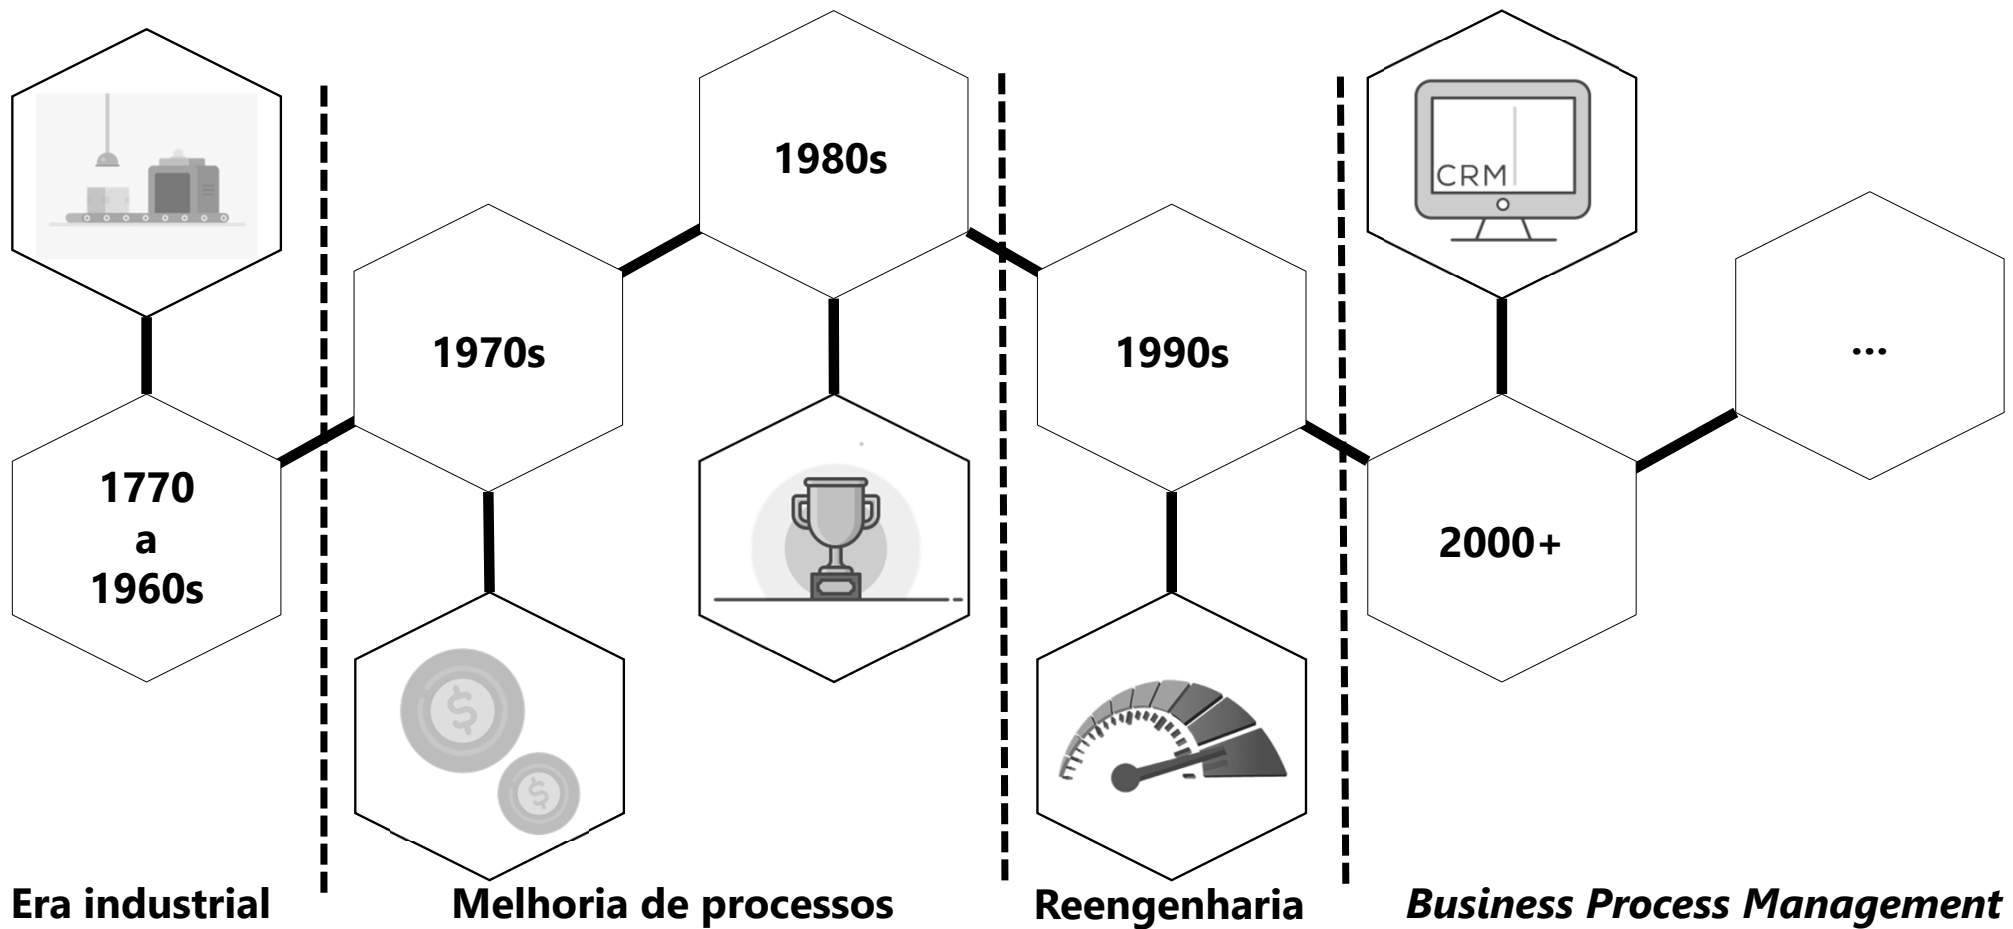 1980s
CRM
1970s
1990s
...
1770
a
1960s
2000+
$
$
Era industrial
Melhoria de processos
Reengenharia
Business Process Management